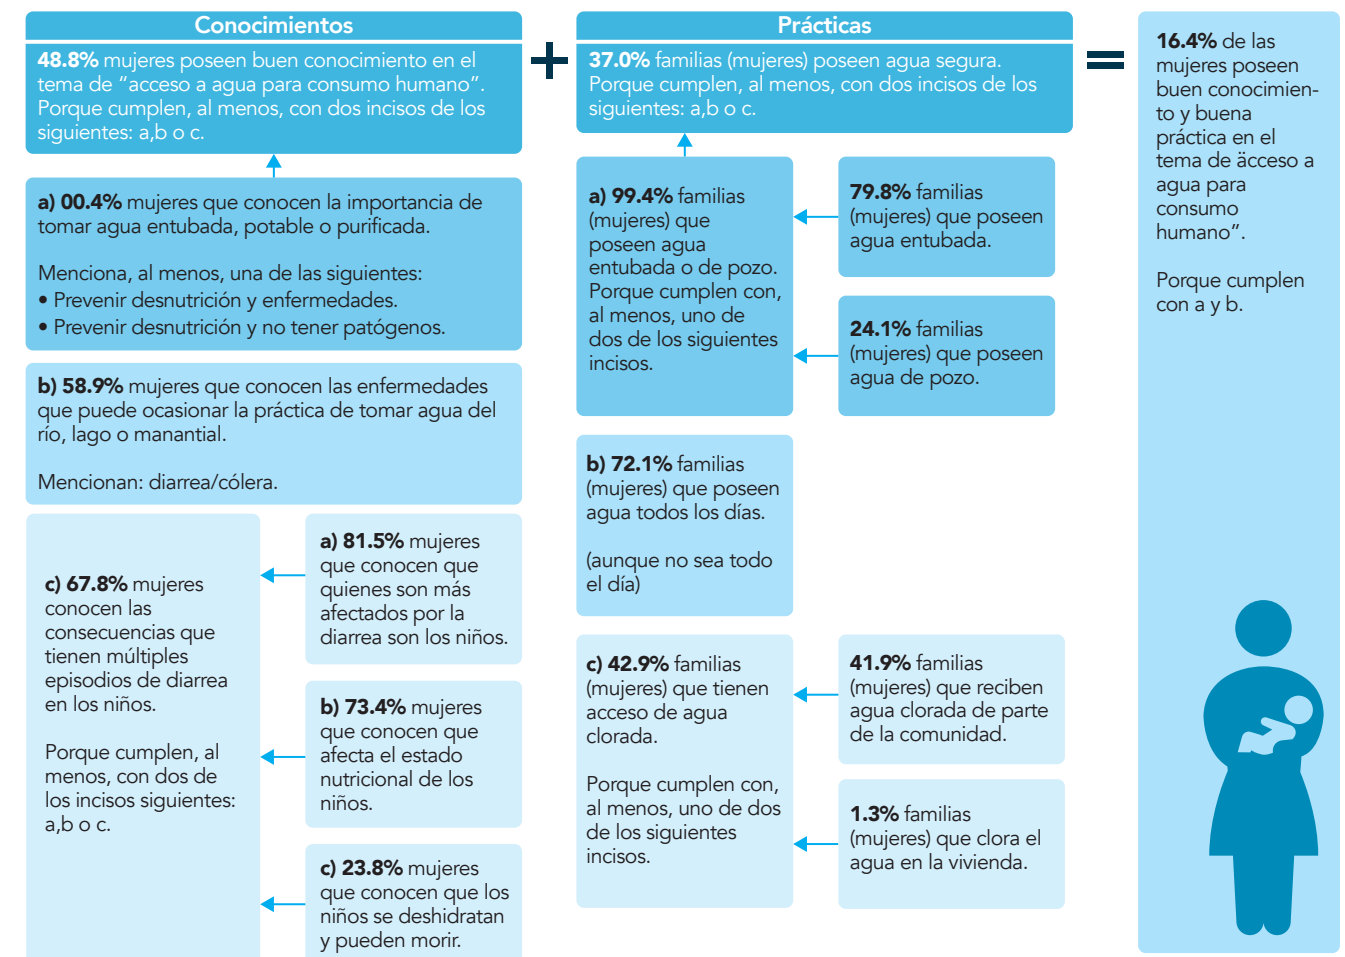 Conocimientos
48.8% mujeres poseen buen conocimiento en el
tema de “acceso a agua para consumo humano”.
Porque cumplen, al menos, con dos incisos de los
siguientes: a,b o c.
a) 00.4% mujeres que conocen la importancia de
tomar agua entubada, potable o purificada.
Menciona, al menos, una de las siguientes:
• Prevenir desnutrición y enfermedades.
• Prevenir desnutrición y no tener patógenos.
b) 58.9% mujeres que conocen las enfermedades
que puede ocasionar la práctica de tomar agua del
río, lago o manantial.
Mencionan: diarrea/cólera.
c) 67.8% mujeres
conocen las
consecuencias que
tienen múltiples
episodios de diarrea
en los niños.
Porque cumplen, al
menos, con dos de
los incisos siguientes:
a,b o c.
a) 81.5% mujeres
que conocen que
quienes son más
afectados por la
diarrea son los niños.
b) 73.4% mujeres
que conocen que
afecta el estado
nutricional de los
niños.
c) 23.8% mujeres
que conocen que los
niños se deshidratan
y pueden morir.
+
Prácticas
37.0% familias (mujeres) poseen agua segura.
Porque cumplen, al menos, con dos incisos de los
siguientes: a,b o c.
a) 99.4% familias
(mujeres) que
poseen agua
entubada o de pozo.
Porque cumplen con,
al menos, uno de
dos de los siguientes
incisos.
79.8% familias
(mujeres) que poseen
agua entubada.
24.1% familias
(mujeres) que poseen
agua de pozo.
b) 72.1% familias
(mujeres) que poseen
agua todos los días.
(aunque no sea todo
el día)
c) 42.9% familias
(mujeres) que tienen
acceso de agua
clorada.
Porque cumplen con,
al menos, uno de dos
de los siguientes
incisos.
41.9% familias
(mujeres) que reciben
agua clorada de parte
de la comunidad.
1.3% familias
(mujeres) que clora el
agua en la vivienda.
=
16.4% de las
mujeres poseen
buen conocimien-
to y buena
práctica en el
tema de äcceso a
agua para
consumo
humano”.
Porque cumplen
con a y b.